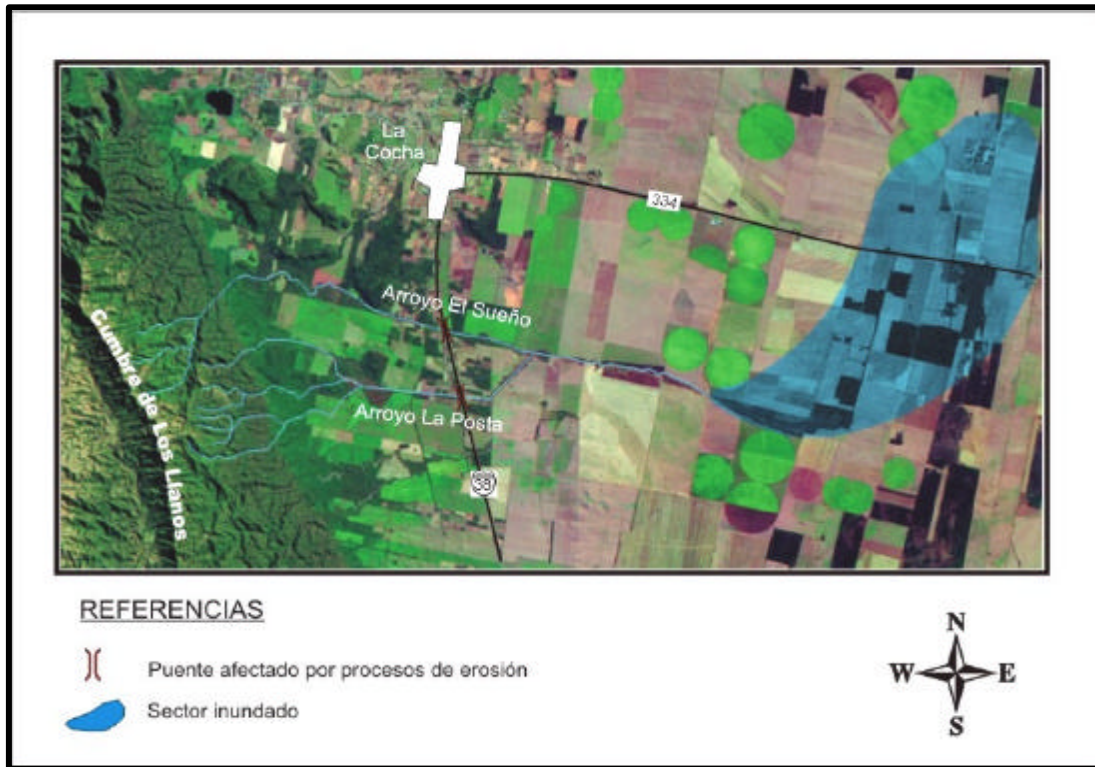 La
Cocha
334
Arroyo El Sueño
Arroyo La Posta
Cumbre de Los Llanos
38
REFERENCIAS
Puente afectado por procesos de erosión
Sector inundado
N
W
E
S